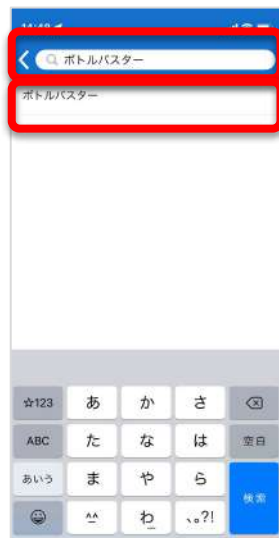 ボトルバスター
ボトルバスター
☆123
あ
か
さ
ABC
た
な
は
空白
あいう
ま
や
ら
検索
^^
わ
、。?!